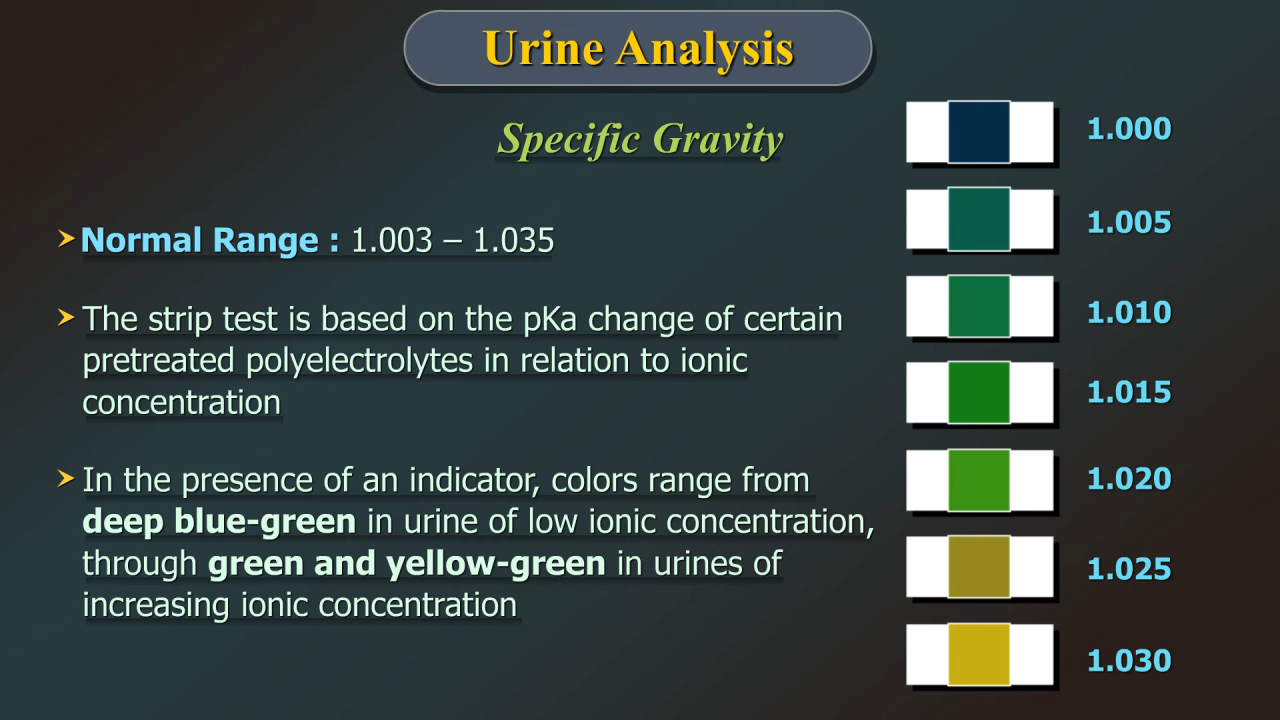 Urine Analysis
Specific Gravity
➤ Normal Range : 1.003 – 1.035
➤ The strip test is based on the pKa change of certain
pretreated polyelectrolytes in relation to ionic
concentration
➤ In the presence of an indicator, colors range from
deep blue-green in urine of low ionic concentration,
through green and yellow-green in urines of
increasing ionic concentration
1.000
1.005
1.010
1.015
1.020
1.025
1.030